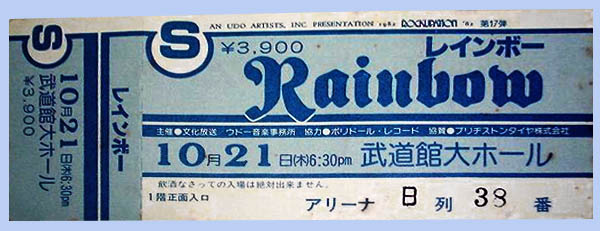 S
10月21日(木)6:30pm
武道館大ホール
¥3,900
レインボー
AN UDO ARTISTS, INC. PRESENTATION 1982 ROCKUPATION '82 第17弾
S
¥3,900
レインボー
Rainbow
主催●文化放送 ウドー音楽事務所 協力●ポリドール・レコード 協賛●ブリヂストンタイヤ株式会社
10月21日(木)6:30pm 武道館大ホール
飲酒なさっての入場は絶対出来ません。
1階正面入口
アリーナ B 列 38 番